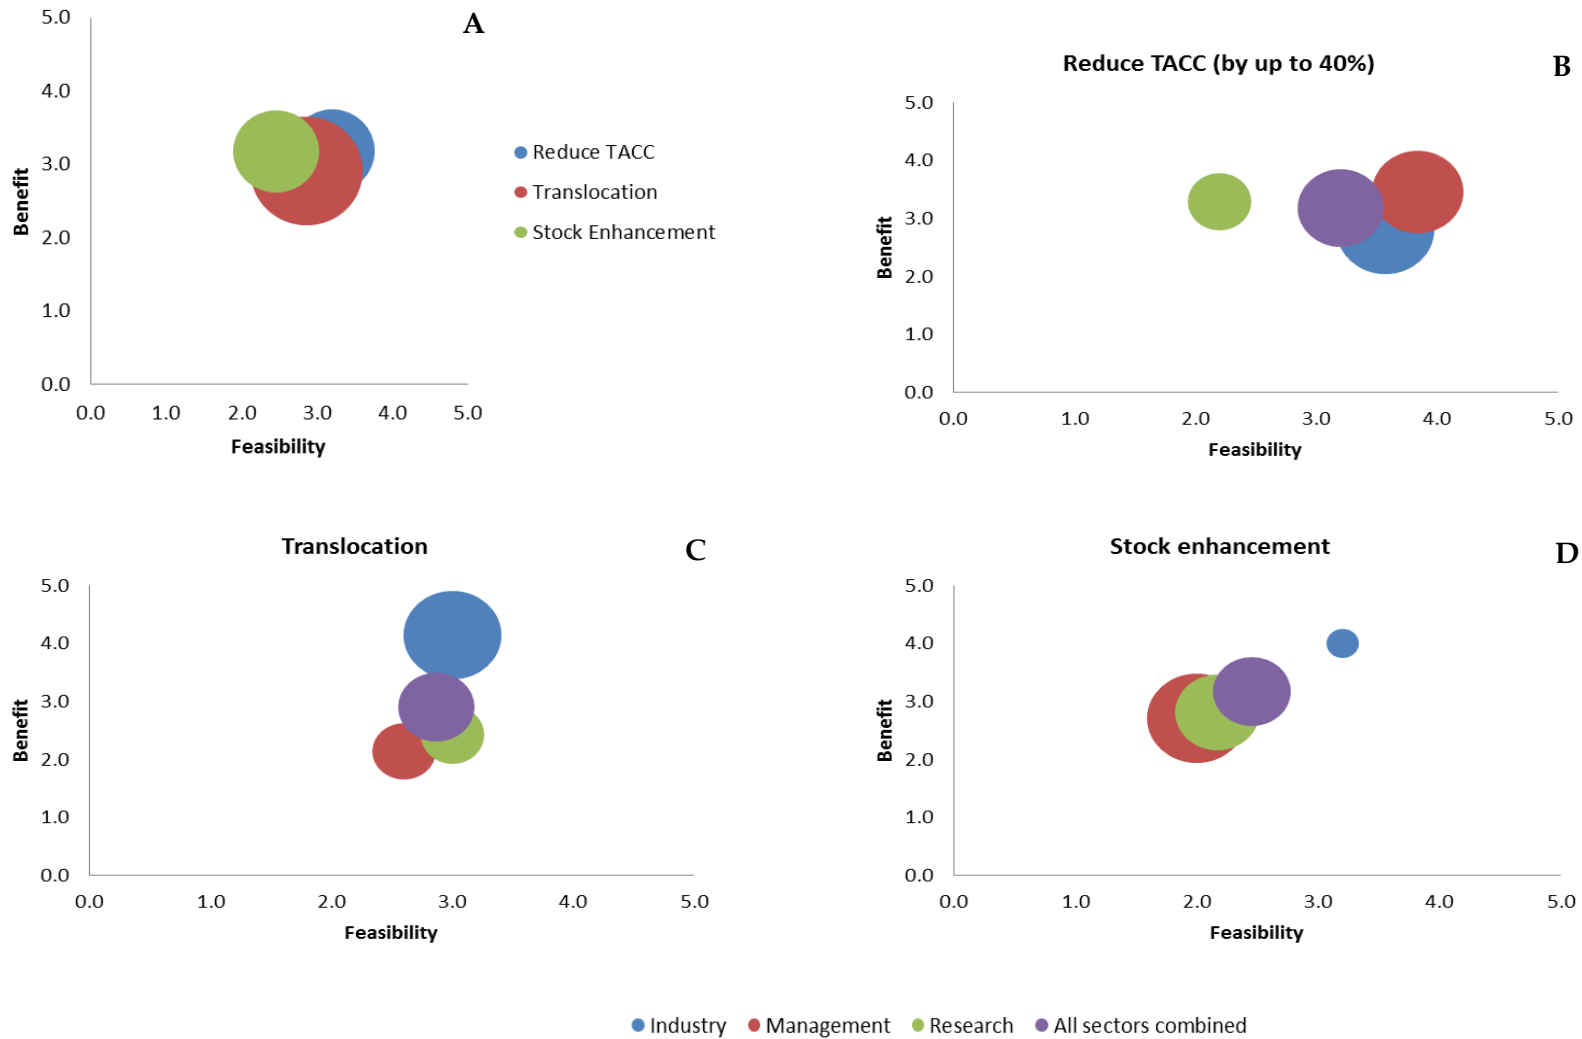 A
5.0
4.0
3.0
2.0
1.0
0.0
Benefit
0.0 1.0 2.0 3.0 4.0 5.0
Feasibility
Reduce TACC
Translocation
Stock Enhancement
Reduce TACC (by up to 40%)
B
5.0
4.0
3.0
2.0
1.0
0.0
Benefit
0.0 1.0 2.0 3.0 4.0 5.0
Feasibility
Translocation
C
5.0
4.0
3.0
2.0
1.0
0.0
Benefit
0.0 1.0 2.0 3.0 4.0 5.0
Feasibility
Stock enhancement
D
5.0
4.0
3.0
2.0
1.0
0.0
Benefit
0.0 1.0 2.0 3.0 4.0 5.0
Feasibility
Industry Management Research All sectors combined